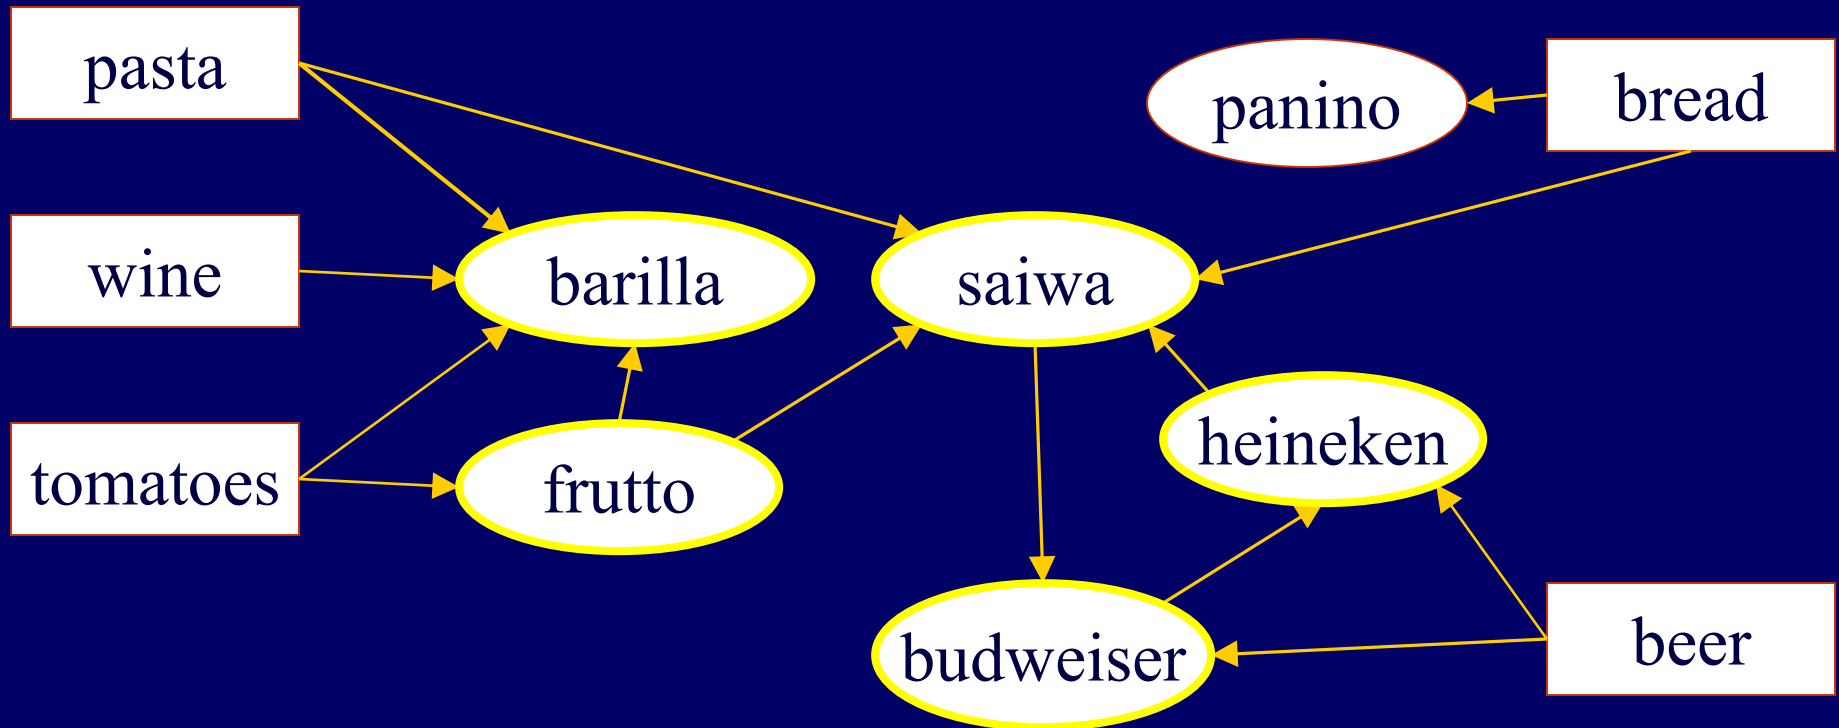 pasta
panino
bread
wine
barilla
saiwa
heineken
tomatoes
frutto
budweiser
beer